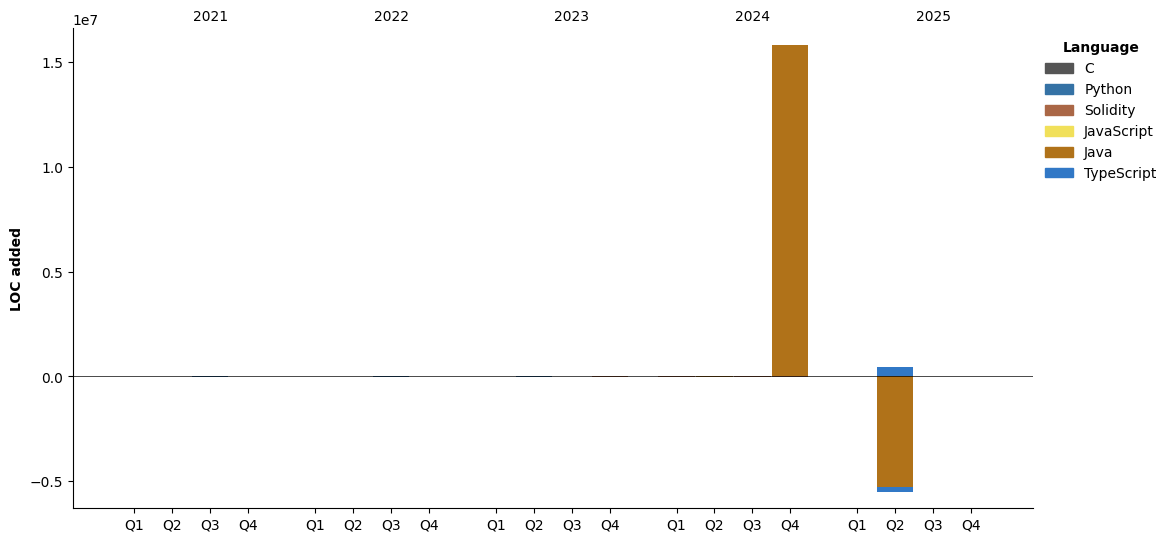 1e7
2021 2022 2023 2024 2025
Language
C
Python
Solidity
JavaScript
Java
TypeScript
LOC added
1.5
1.0
0.5
0.0
−0.5
Q1 Q2 Q3 Q4 Q1 Q2 Q3 Q4 Q1 Q2 Q3 Q4 Q1 Q2 Q3 Q4 Q1 Q2 Q3 Q4